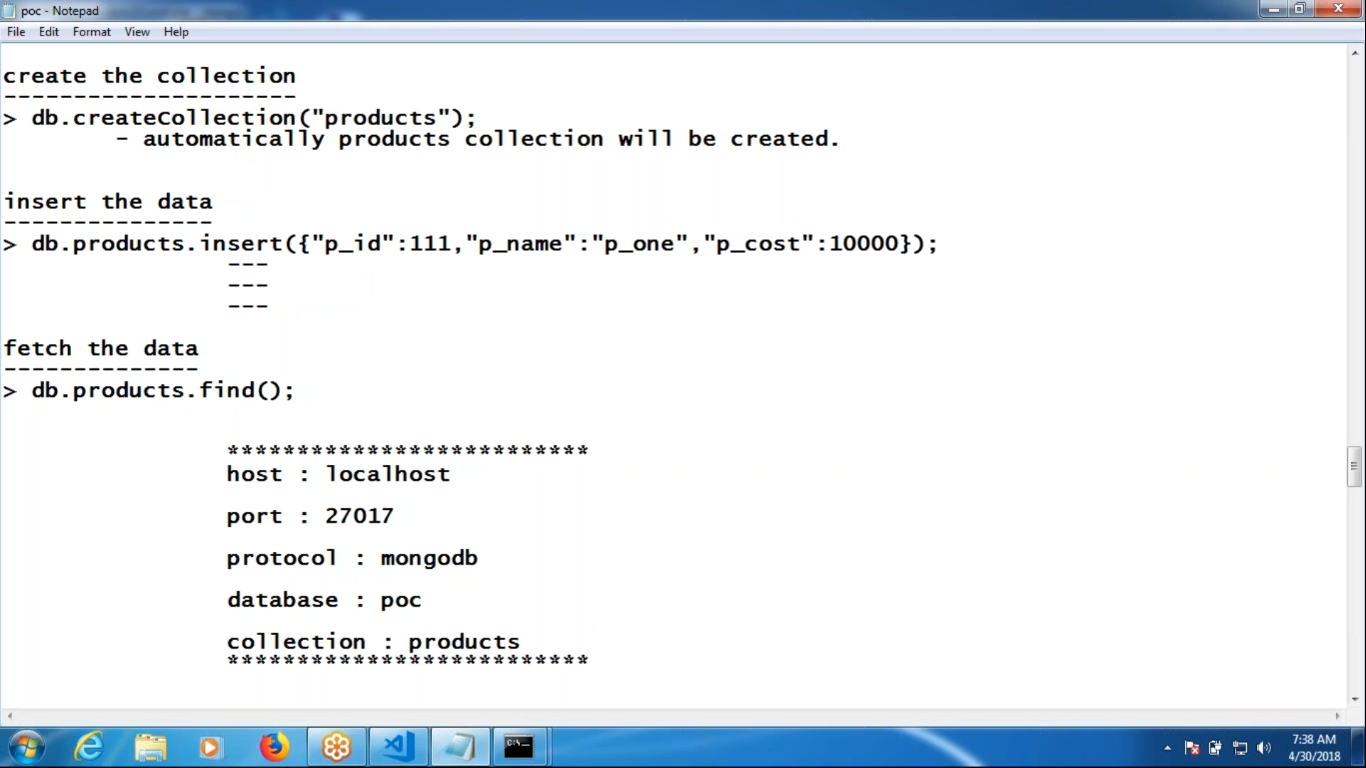 poc - Notepad
File Edit Format View Help
create the collection
---------------------
> db.createCollection("products");
- automatically products collection will be created.
insert the data
---------------
> db.products.insert({"p_id":111,"p_name":"p_one","p_cost":10000});
---
---
---
fetch the data
--------------
> db.products.find();
**************************
host : localhost
port : 27017
protocol : mongodb
database : poc
collection : products
**************************
7:38 AM
4/30/2018